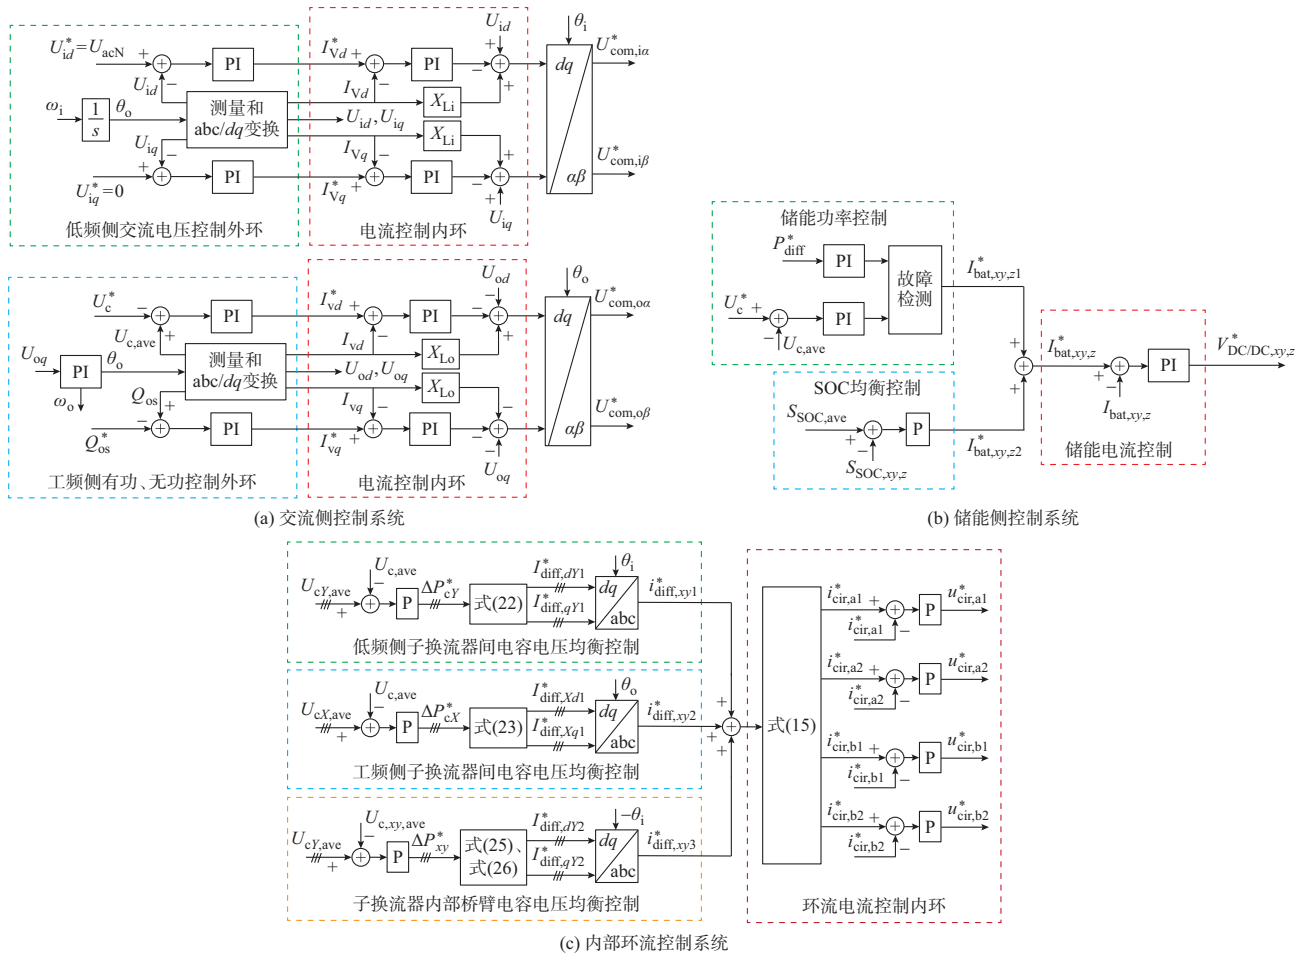 U*id=UacN
+
−
Uid
PI
I*Vd
+
−
IVd
PI
Uid
+
−
+
θi
dq
U*com,iα
ωi
1/s
θo
测量和
abc/dq变换
XLi
Uid,Uiq
XLi
Uiq
−
+
U*iq=0
PI
IVq
−
I*Vq
+
PI
+
−
+
Uiq
αβ
U*com,iβ
低频侧交流电压控制外环
电流控制内环
U*c
−
+
Uc,ave
PI
I*vd
+
−
Ivd
PI
Uod
−
−
+
θo
dq
U*com,oα
Uoq
PI
θo
ωo
测量和
abc/dq变换
XLo
Uod,Uoq
XLo
Qos
+
−
Q*os
PI
Ivq
−
I*vq
+
PI
−
−
−
Uoq
αβ
U*com,oβ
工频侧有功、无功控制外环
电流控制内环
(a) 交流侧控制系统
储能功率控制
P*diff
PI
U*c
+
−
Uc,ave
PI
故障
检测
I*bat,xy,z1
+
SOC均衡控制
SSOC,ave
+
−
SSOC,xy,z
P
I*bat,xy,z2
+
I*bat,xy,z
+
−
Ibat,xy,z
PI
V*DC/DC,xy,z
储能电流控制
(b) 储能侧控制系统
UcY,ave
+
Uc,ave
−
P
ΔP*cY
式(22)
I*diff,dY1
I*diff,qY1
θi
dq
abc
i*diff,xy1
低频侧子换流器间电容电压均衡控制
UcX,ave
+
Uc,ave
−
P
ΔP*cX
式(23)
I*diff,Xd1
I*diff,Xq1
θo
dq
abc
i*diff,xy2
工频侧子换流器间电容电压均衡控制
UcY,ave
+
Uc,xy,ave
−
P
ΔP*xy
式(25)、
式(26)
I*diff,dY2
I*diff,qY2
−θi
dq
abc
i*diff,xy3
子换流器内部桥臂电容电压均衡控制
+
+
+
式(15)
i*cir,a1
+
i*cir,a1
−
P
u*cir,a1
i*cir,a2
+
i*cir,a2
−
P
u*cir,a2
i*cir,b1
+
i*cir,b1
−
P
u*cir,b1
i*cir,b2
+
i*cir,b2
−
P
u*cir,b2
环流电流控制内环
(c) 内部环流控制系统